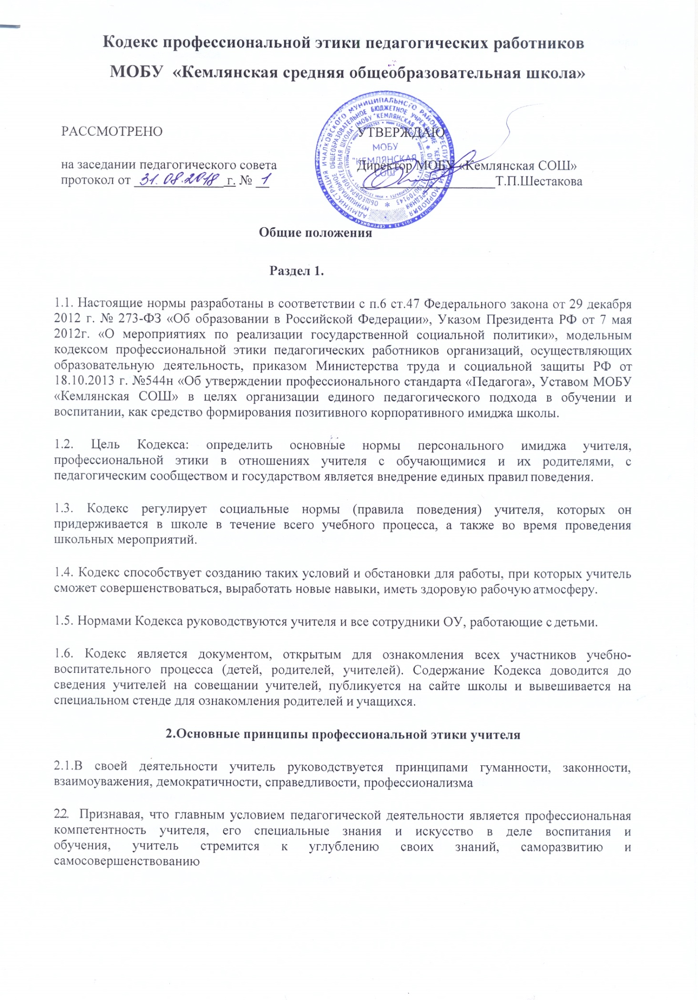 Кодекс профессиональной этики педагогических работников
МОБУ «Кемлянская средняя общеобразовательная школа»
РАССМОТРЕНО
на заседании педагогического совета
протокол от 31.08.2018 г. № 1
УТВЕРЖДАЮ
Директор МОБУ «Кемлянская СОШ»
Т.П.Шестакова
МОБУ
"КЕМЛЯНСКАЯ
СОШ"
Общие положения
Раздел 1.
1.1. Настоящие нормы разработаны в соответствии с п.6 ст.47 Федерального закона от 29 декабря
2012 г. № 273-ФЗ «Об образовании в Российской Федерации», Указом Президента РФ от 7 мая
2012г. «О мероприятиях по реализации государственной социальной политики», модельным
кодексом профессиональной этики педагогических работников организаций, осуществляющих
образовательную деятельность, приказом Министерства труда и социальной защиты РФ от
18.10.2013 г. №544н «Об утверждении профессионального стандарта «Педагога», Уставом МОБУ
«Кемлянская СОШ» в целях организации единого педагогического подхода в обучении и
воспитании, как средство формирования позитивного корпоративного имиджа школы.
1.2. Цель Кодекса: определить основные нормы персонального имиджа учителя,
профессиональной этики в отношениях учителя с обучающимися и их родителями, с
педагогическим сообществом и государством является внедрение единых правил поведения.
1.3. Кодекс регулирует социальные нормы (правила поведения) учителя, которых он
придерживается в школе в течение всего учебного процесса, а также во время проведения
школьных мероприятий.
1.4. Кодекс способствует созданию таких условий и обстановки для работы, при которых учитель
сможет совершенствоваться, выработать новые навыки, иметь здоровую рабочую атмосферу.
1.5. Нормами Кодекса руководствуются учителя и все сотрудники ОУ, работающие с детьми.
1.6. Кодекс является документом, открытым для ознакомления всех участников учебно-
воспитательного процесса (детей, родителей, учителей). Содержание Кодекса доводится до
сведения учителей на совещании учителей, публикуется на сайте школы и вывешивается на
специальном стенде для ознакомления родителей и учащихся.
2.Основные принципы профессиональной этики учителя
2.1.В своей деятельности учитель руководствуется принципами гуманности, законности,
взаимоуважения, демократичности, справедливости, профессионализма
2.2. Признавая, что главным условием педагогической деятельности является профессиональная
компетентность учителя, его специальные знания и искусство в деле воспитания и
обучения, учитель стремится к углублению своих знаний, саморазвитию и
самосовершенствованию